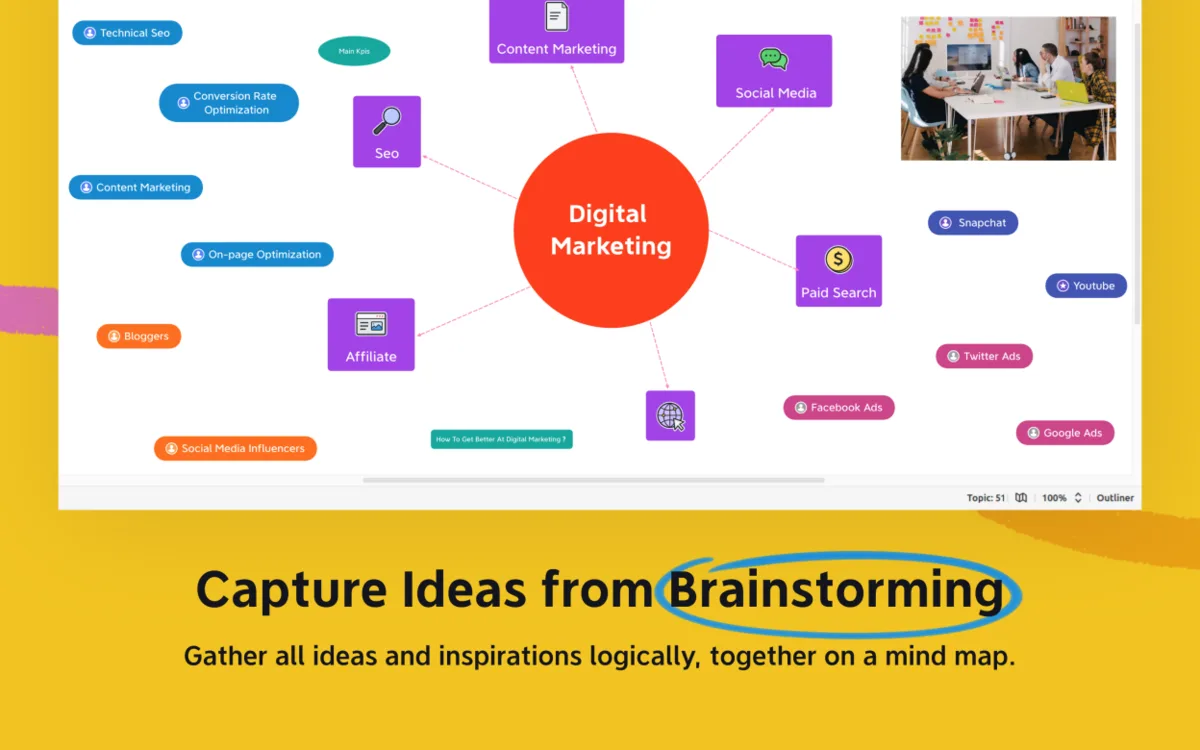 Technical Seo
Main Kpis
Content Marketing
Social Media
Conversion Rate
Optimization
Seo
Content Marketing
Digital
Marketing
Snapchat
On-page Optimization
$
Paid Search
Youtube
Bloggers
Affiliate
Twitter Ads
Facebook Ads
Google Ads
How To Get Better At Digital Marketing ?
Social Media Influencers
Topic: 51
100%
Outliner
Capture Ideas from Brainstorming
Gather all ideas and inspirations logically, together on a mind map.